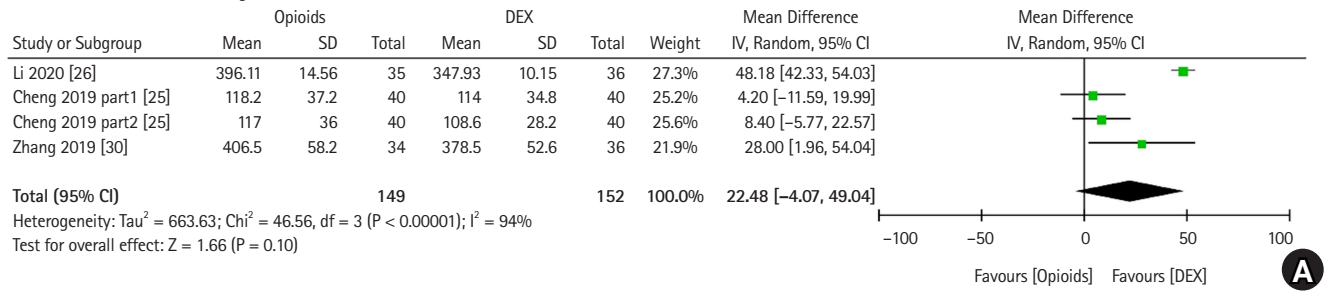 Opioids DEX Mean Difference Mean Difference
Study or Subgroup Mean SD Total Mean SD Total Weight IV, Random, 95% CI IV, Random, 95% CI
Li 2020 [26] 396.11 14.56 35 347.93 10.15 36 27.3% 48.18 [42.33, 54.03]
Cheng 2019 part1 [25] 118.2 37.2 40 114 34.8 40 25.2% 4.20 [−11.59, 19.99]
Cheng 2019 part2 [25] 117 36 40 108.6 28.2 40 25.6% 8.40 [−5.77, 22.57]
Zhang 2019 [30] 406.5 58.2 34 378.5 52.6 36 21.9% 28.00 [1.96, 54.04]
Total (95% CI) 149 152 100.0% 22.48 [−4.07, 49.04]
Heterogeneity: Tau² = 663.63; Chi² = 46.56, df = 3 (P < 0.00001); I² = 94%
Test for overall effect: Z = 1.66 (P = 0.10)
−100 −50 0 50 100
Favours [Opioids] Favours [DEX]
A